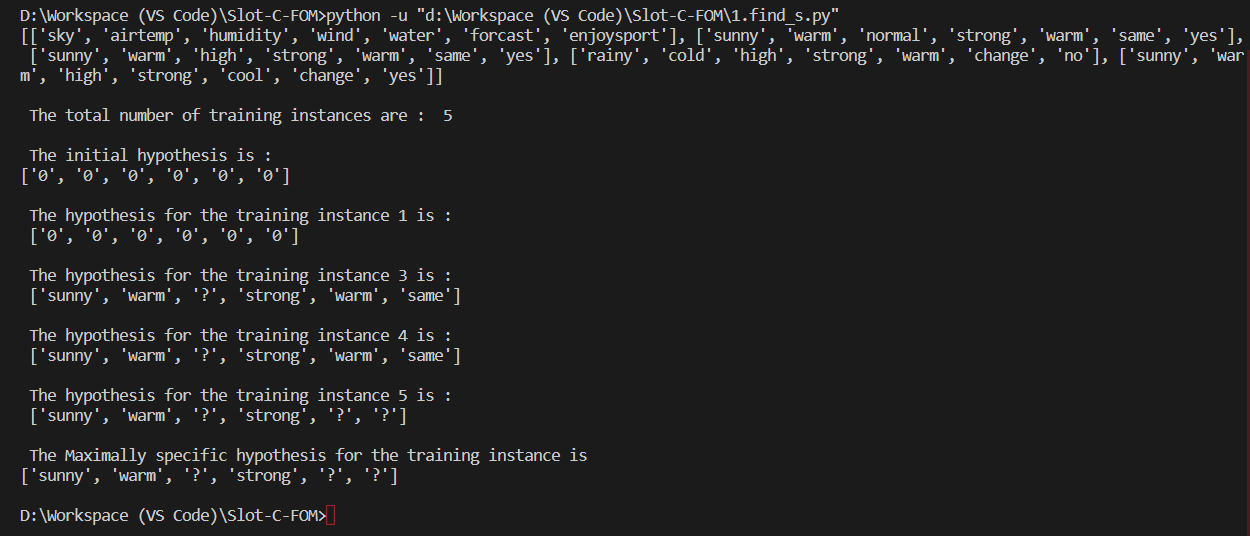 D:\Workspace (VS Code)\Slot-C-FOM>python -u "d:\Workspace (VS Code)\Slot-C-FOM\1.find_s.py"
[['sky', 'airtemp', 'humidity', 'wind', 'water', 'forcast', 'enjoysport'], ['sunny', 'warm', 'normal', 'strong', 'warm', 'same', 'yes'],
['sunny', 'warm', 'high', 'strong', 'warm', 'same', 'yes'], ['rainy', 'cold', 'high', 'strong', 'warm', 'change', 'no'], ['sunny', 'war
m', 'high', 'strong', 'cool', 'change', 'yes']]
The total number of training instances are :  5
The initial hypothesis is :
['0', '0', '0', '0', '0', '0']
The hypothesis for the training instance 1 is :
['0', '0', '0', '0', '0', '0']
The hypothesis for the training instance 3 is :
['sunny', 'warm', '?', 'strong', 'warm', 'same']
The hypothesis for the training instance 4 is :
['sunny', 'warm', '?', 'strong', 'warm', 'same']
The hypothesis for the training instance 5 is :
['sunny', 'warm', '?', 'strong', '?', '?']
The Maximally specific hypothesis for the training instance is
['sunny', 'warm', '?', 'strong', '?', '?']
D:\Workspace (VS Code)\Slot-C-FOM>